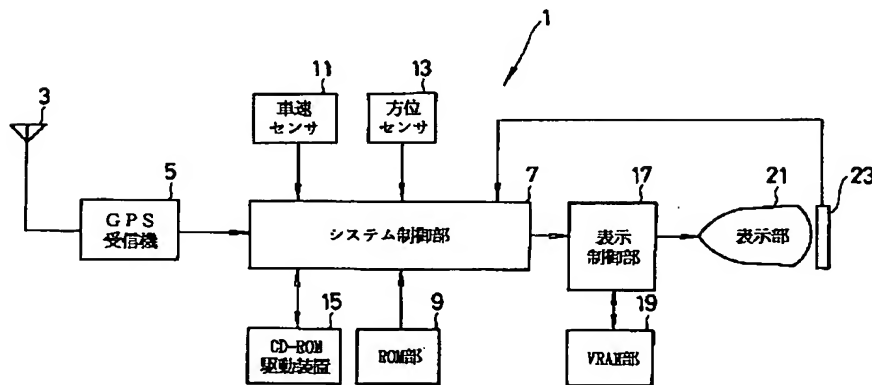 1
3
11
車速
センサ
13
方位
センサ
5
GPS
受信機
7
システム制御部
17
表示
制御部
21
表示部
23
15
CD-ROM
駆動装置
9
ROM部
19
VRAM部